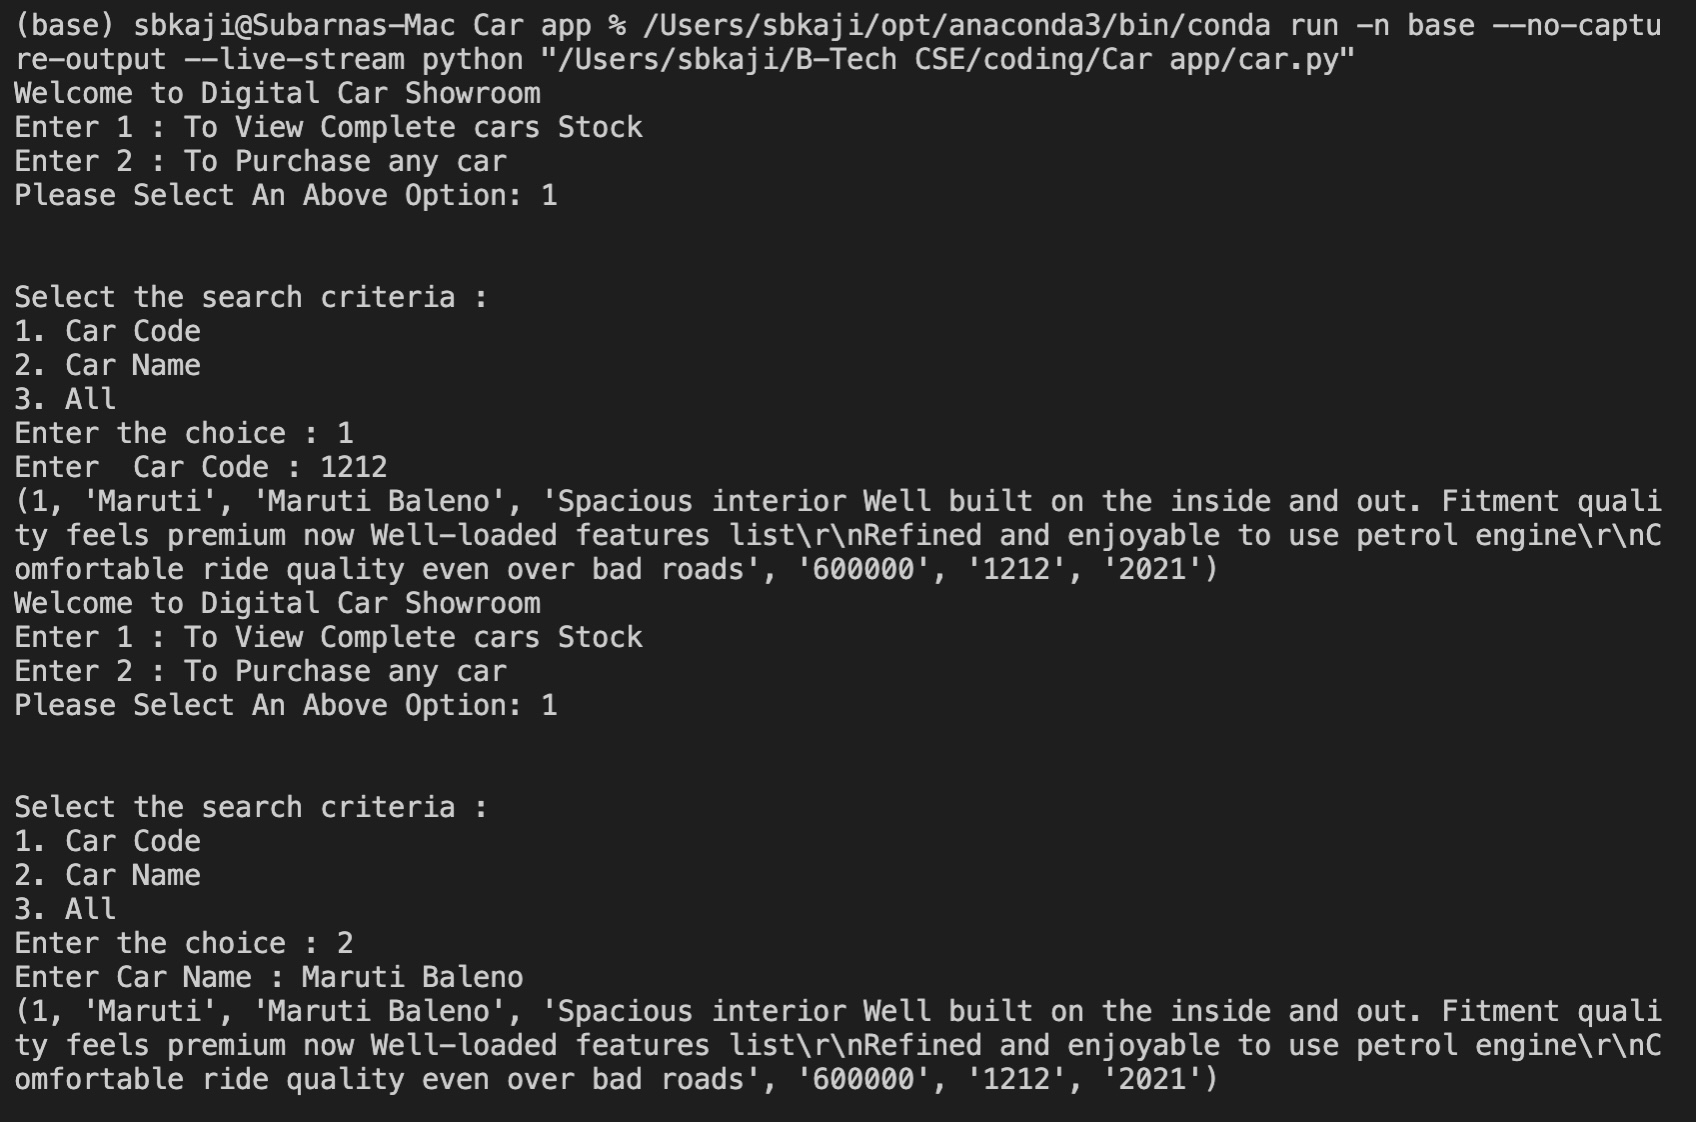 (base) sbkaji@Subarnas-Mac Car app % /Users/sbkaji/opt/anaconda3/bin/conda run -n base --no-captu
re-output --live-stream python "/Users/sbkaji/B-Tech CSE/coding/Car app/car.py"
Welcome to Digital Car Showroom
Enter 1 : To View Complete cars Stock
Enter 2 : To Purchase any car
Please Select An Above Option: 1
Select the search criteria :
1. Car Code
2. Car Name
3. All
Enter the choice : 1
Enter  Car Code : 1212
(1, 'Maruti', 'Maruti Baleno', 'Spacious interior Well built on the inside and out. Fitment quali
ty feels premium now Well-loaded features list\r\nRefined and enjoyable to use petrol engine\r\nC
omfortable ride quality even over bad roads', '600000', '1212', '2021')
Welcome to Digital Car Showroom
Enter 1 : To View Complete cars Stock
Enter 2 : To Purchase any car
Please Select An Above Option: 1
Select the search criteria :
1. Car Code
2. Car Name
3. All
Enter the choice : 2
Enter Car Name : Maruti Baleno
(1, 'Maruti', 'Maruti Baleno', 'Spacious interior Well built on the inside and out. Fitment quali
ty feels premium now Well-loaded features list\r\nRefined and enjoyable to use petrol engine\r\nC
omfortable ride quality even over bad roads', '600000', '1212', '2021')